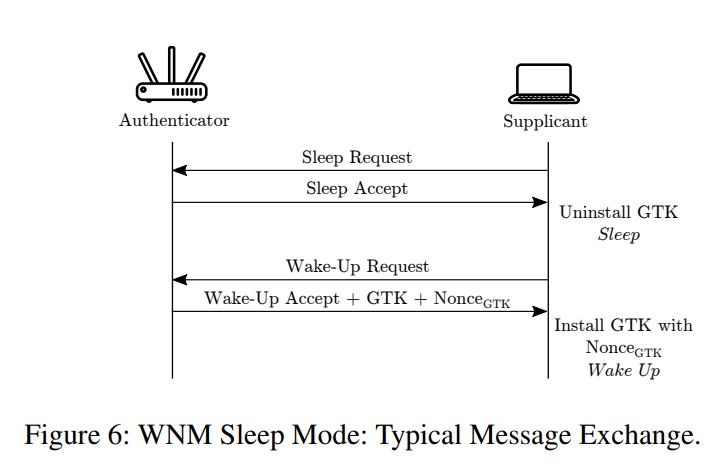 Authenticator
Supplicant
Sleep Request
Sleep Accept
Uninstall GTK
Sleep
Wake-Up Request
Wake-Up Accept + GTK + Nonce_GTK
Install GTK with
Nonce_GTK
Wake Up
Figure 6: WNM Sleep Mode: Typical Message Exchange.